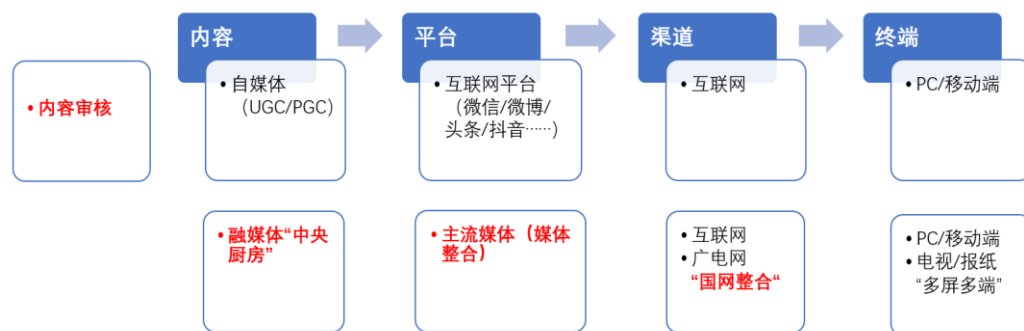 内容
平台
渠道
终端
• 内容审核
• 自媒体
（UGC/PGC）
• 互联网平台
（微信/微博/
头条/抖音……）
• 互联网
• PC/移动端
• 融媒体“中央
厨房”
• 主流媒体（媒体
整合）
• 互联网
• 广电网
“国网整合“
• PC/移动端
• 电视/报纸
“多屏多端”